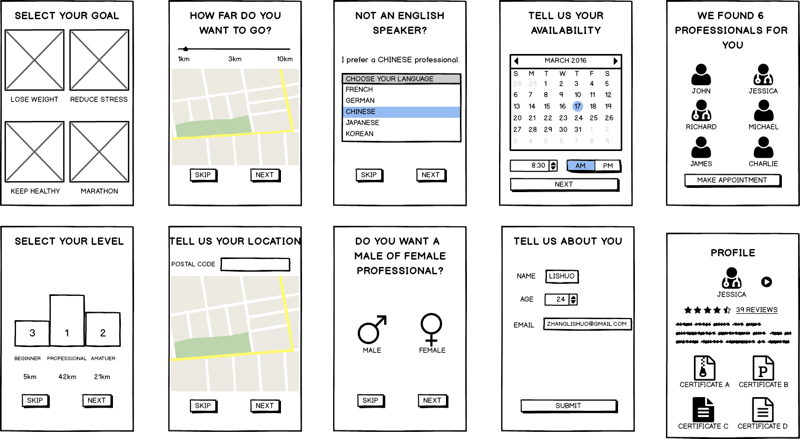 SELECT YOUR GOAL
LOSE WEIGHT
REDUCE STRESS
KEEP HEALTHY
MARATHON
HOW FAR DO YOU
WANT TO GO?
1km 3km 10km
SKIP NEXT
NOT AN ENGLISH
SPEAKER?
I prefer a CHINESE professional.
CHOOSE YOUR LANGUAGE
FRENCH
GERMAN
CHINESE
JAPANESE
KOREAN
SKIP NEXT
TELL US YOUR
AVAILABILITY
MARCH 2016
S M T W T F S
28 29 1 2 3 4 5
6 7 8 9 10 11 12
13 14 15 16 17 18 19
20 21 22 23 24 25 26
27 28 29 30 31 1 2
3 4 5 6 7 8 9
8:30 AM PM
NEXT
WE FOUND 6
PROFESSIONALS FOR
YOU
JOHN JESSICA
RICHARD MICHAEL
JAMES CHARLIE
MAKE APPOINTMENT
SELECT YOUR LEVEL
3 1 2
BEGINNER PROFESSIONAL AMATUER
5km 42km 21km
SKIP NEXT
TELL US YOUR LOCATION
POSTAL CODE
SKIP NEXT
DO YOU WANT A
MALE OF FEMALE
PROFESSIONAL?
MALE FEMALE
SKIP NEXT
TELL US ABOUT YOU
NAME LISHUO
AGE 24
EMAIL ZHANGLISHUO@GMAIL.COM
SUBMIT
PROFILE
JESSICA
39 REVIEWS
P
CERTIFICATE A CERTIFICATE B
CERTIFICATE C CERTIFICATE D